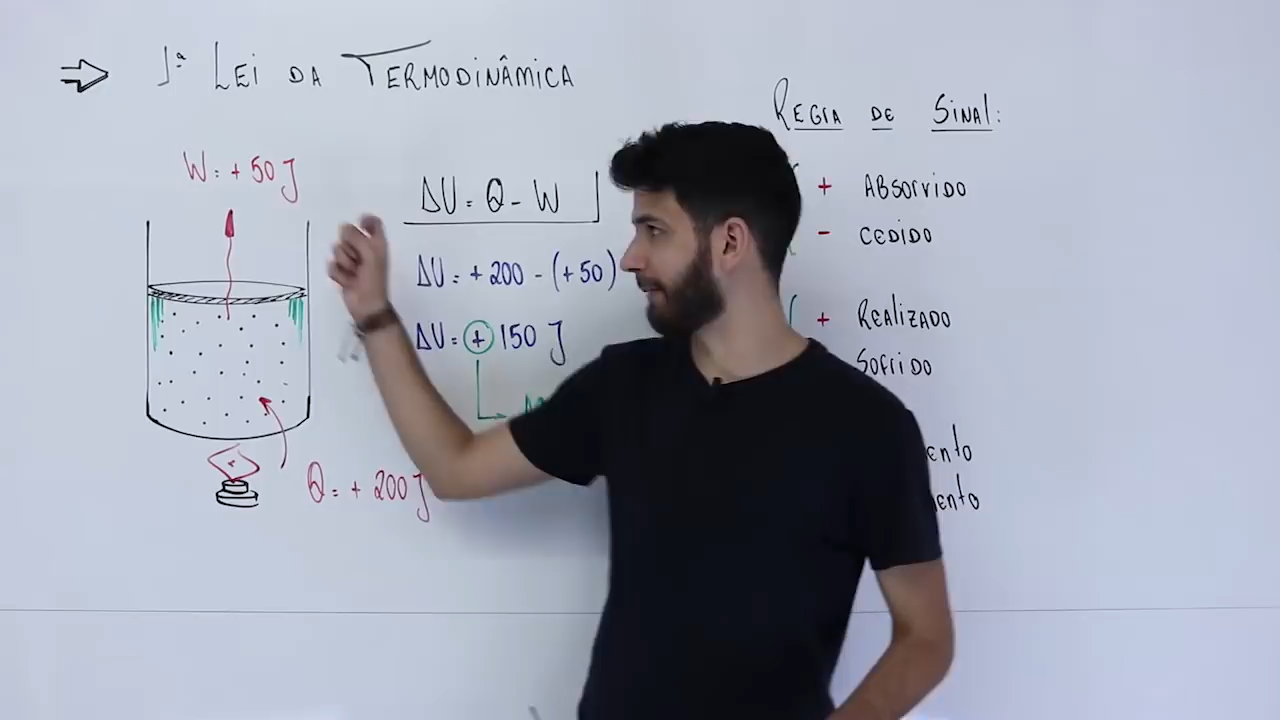 ⇒ 1ª LEI DA TERMODINÂMICA
W = + 50 J
Q = + 200 J
ΔU = Q - W
ΔU = + 200 - (+ 50)
ΔU = + 150 J
REGRA DE SINAL:
+ ABSORVIDO
- CEDIDO
+ REALIZADO
SOFRIDO
ento
ento